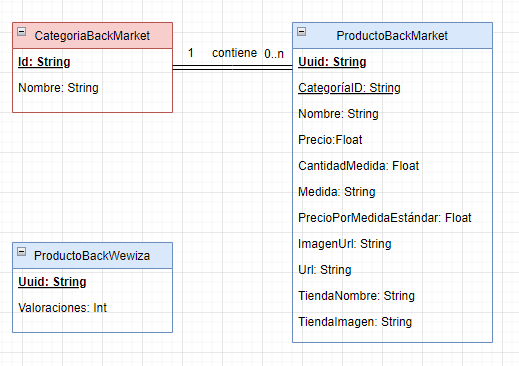 CategoriaBackMarket
Id: String
Nombre: String
1 contiene 0..n
ProductoBackMarket
Uuid: String
CategoríaID: String
Nombre: String
Precio:Float
CantidadMedida: Float
Medida: String
PrecioPorMedidaEstándar: Float
ImagenUrl: String
Url: String
TiendaNombre: String
TiendaImagen: String
ProductoBackWewiza
Uuid: String
Valoraciones: Int